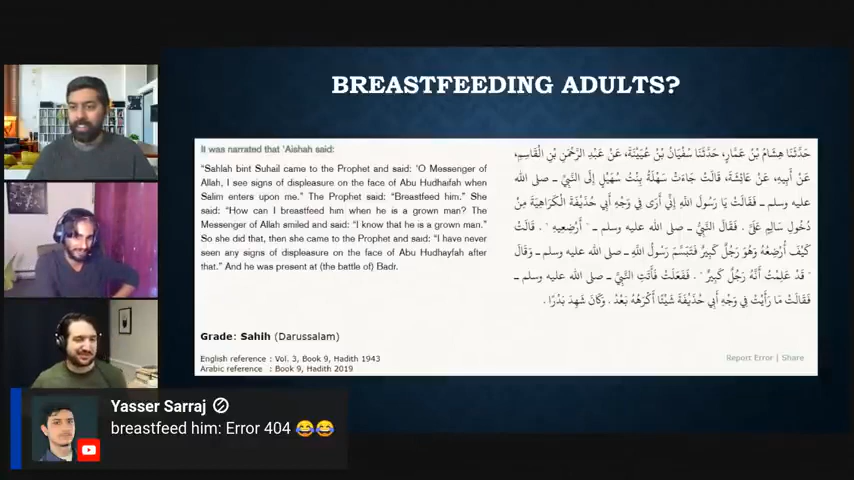 BREASTFEEDING ADULTS?
It was narrated that 'Aishah said:
"Sahlah bint Suhail came to the Prophet and said: 'O Messenger of
Allah, I see signs of displeasure on the face of Abu Hudhaifah when
Salim enters upon me." The Prophet said: "Breastfeed him." She
said: "How can I breastfeed him when he is a grown man? The
Messenger of Allah smiled and said: "I know that he is a grown man."
So she did that, then she came to the Prophet and said: "I have never
seen any signs of displeasure on the face of Abu Hudhayfah after
that." And he was present at (the battle of) Badr.
حَدَّثَنَا هِشَامُ بْنُ عَمَّارٍ، حَدَّثَنَا سُفْيَانُ بْنُ عُيَيْنَةَ، عَنْ عَبْدِ الرَّحْمَنِ بْنِ الْقَاسِمِ،
عَنْ أَبِيهِ، عَنْ عَائِشَةَ، قَالَتْ جَاءَتْ سَهْلَةُ بِنْتُ سُهَيْلٍ إِلَى النَّبِيِّ ـ صلى الله
عليه وسلم ـ فَقَالَتْ يَا رَسُولَ اللَّهِ إِنِّي أَرَى فِي وَجْهِ أَبِي حُذَيْفَةَ الْكَرَاهِيَةَ مِنْ
دُخُولِ سَالِمٍ عَلَىَّ . فَقَالَ النَّبِيُّ ـ صلى الله عليه وسلم ـ " أَرْضِعِيهِ " . قَالَتْ
كَيْفَ أُرْضِعُهُ وَهُوَ رَجُلٌ كَبِيرٌ فَتَبَسَّمَ رَسُولُ اللَّهِ ـ صلى الله عليه وسلم ـ وَقَالَ
" قَدْ عَلِمْتُ أَنَّهُ رَجُلٌ كَبِيرٌ " . فَفَعَلَتْ فَأَتَتِ النَّبِيَّ ـ صلى الله عليه وسلم ـ
فَقَالَتْ مَا رَأَيْتُ فِي وَجْهِ أَبِي حُذَيْفَةَ شَيْئًا أَكْرَهُهُ بَعْدُ . وَكَانَ شَهِدَ بَدْرًا .
Grade: Sahih (Darussalam)
English reference : Vol. 3, Book 9, Hadith 1943
Arabic reference : Book 9, Hadith 2019
Report Error | Share
Yasser Sarraj
breastfeed him: Error 404 😂😂